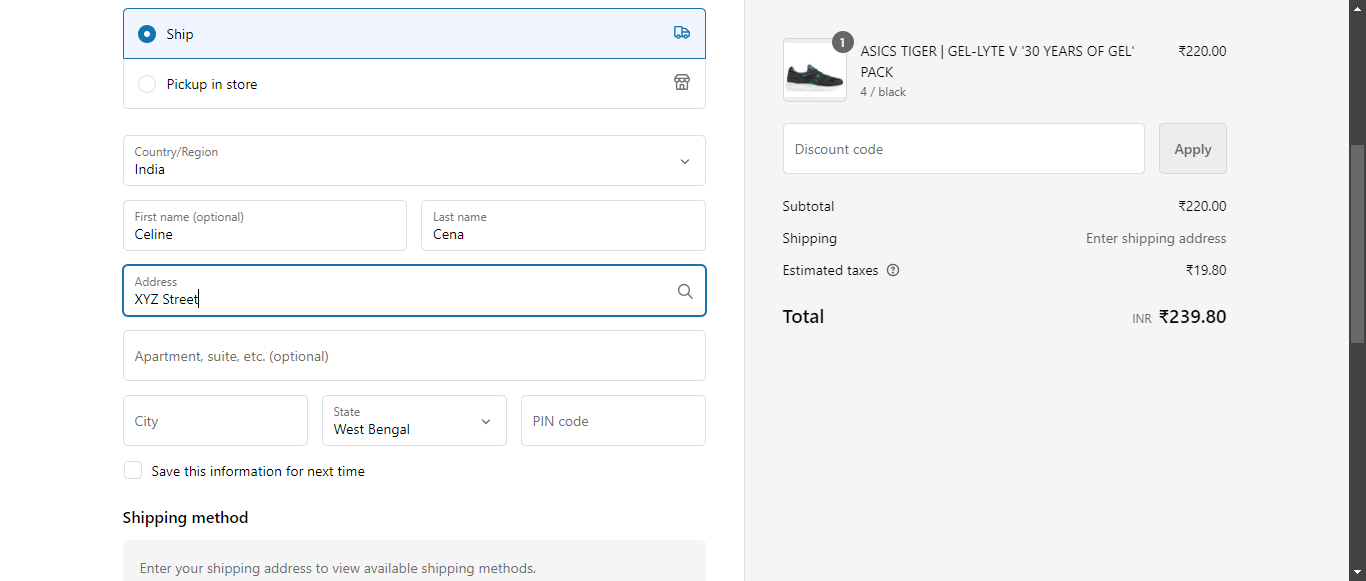 Ship
Pickup in store
Country/Region
India
First name (optional)
Celine
Last name
Cena
Address
XYZ Street
Apartment, suite, etc. (optional)
City
State
West Bengal
PIN code
Save this information for next time
Shipping method
Enter your shipping address to view available shipping methods.
1
ASICS TIGER | GEL-LYTE V '30 YEARS OF GEL'
PACK
4 / black
₹220.00
Discount code
Apply
Subtotal ₹220.00
Shipping Enter shipping address
Estimated taxes ₹19.80
Total INR ₹239.80